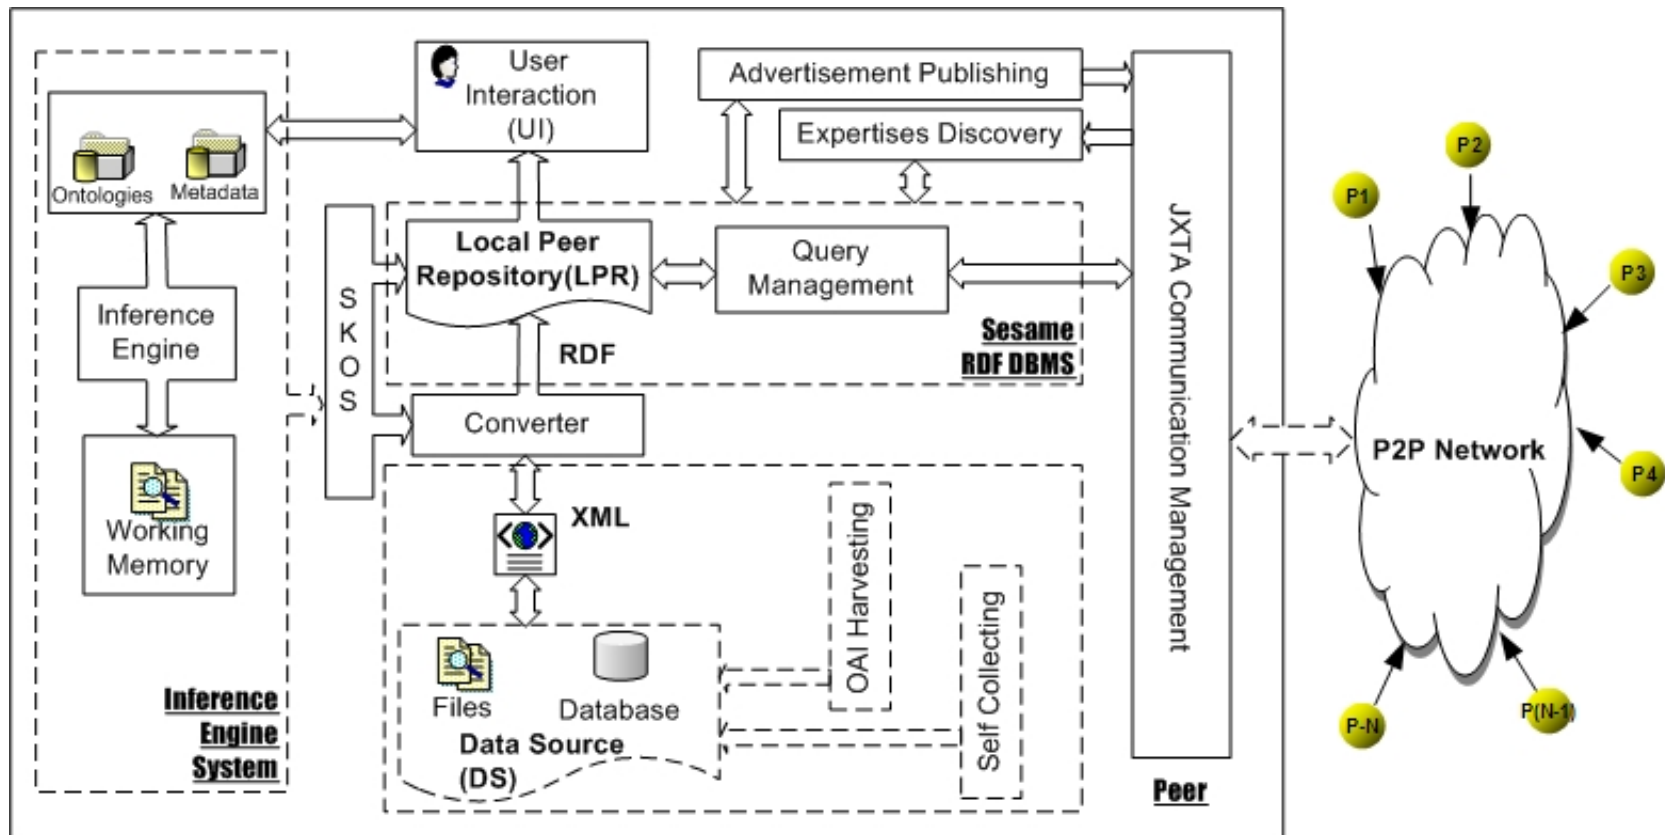 User
Interaction
(UI)
Advertisement Publishing
Expertises Discovery
Ontologies
Metadata
Inference
Engine
Working
Memory
Inference
Engine
System
SKOS
Local Peer
Repository(LPR)
Query
Management
Sesame
RDF DBMS
RDF
Converter
XML
Files
Database
Data Source
(DS)
OAI Harvesting
Self Collecting
JXTA Communication Management
Peer
P2P Network
P1
P2
P3
P4
P(N-1)
P-N